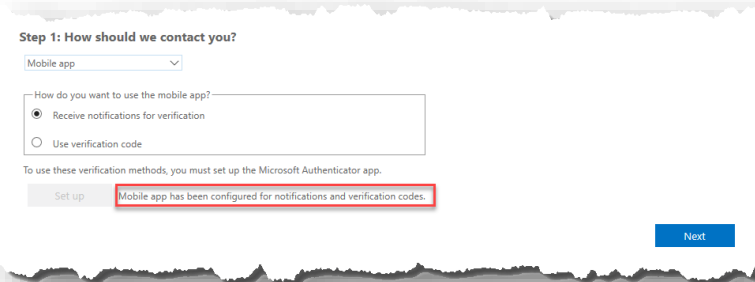 Step 1: How should we contact you?
Mobile app
How do you want to use the mobile app?
Receive notifications for verification
Use verification code
To use these verification methods, you must set up the Microsoft Authenticator app.
Set up Mobile app has been configured for notifications and verification codes.
Next